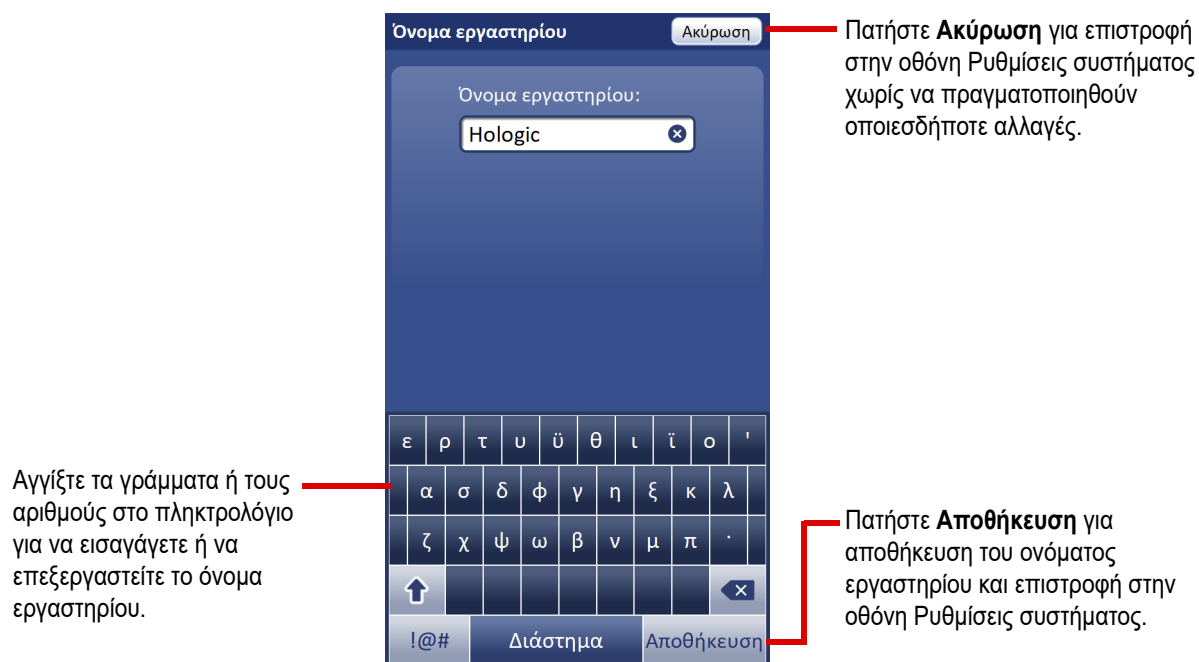 Όνομα εργαστηρίου
Ακύρωση
Όνομα εργαστηρίου:
Hologic
ε ρ τ υ ϋ θ ι ϊ ο '
α σ δ φ γ η ξ κ λ
ζ χ ψ ω β ν μ π ·
!@# Διάστημα Αποθήκευση
Πατήστε Ακύρωση για επιστροφή
στην οθόνη Ρυθμίσεις συστήματος
χωρίς να πραγματοποιηθούν
οποιεσδήποτε αλλαγές.
Αγγίξτε τα γράμματα ή τους
αριθμούς στο πληκτρολόγιο
για να εισαγάγετε ή να
επεξεργαστείτε το όνομα
εργαστηρίου.
Πατήστε Αποθήκευση για
αποθήκευση του ονόματος
εργαστηρίου και επιστροφή στην
οθόνη Ρυθμίσεις συστήματος.